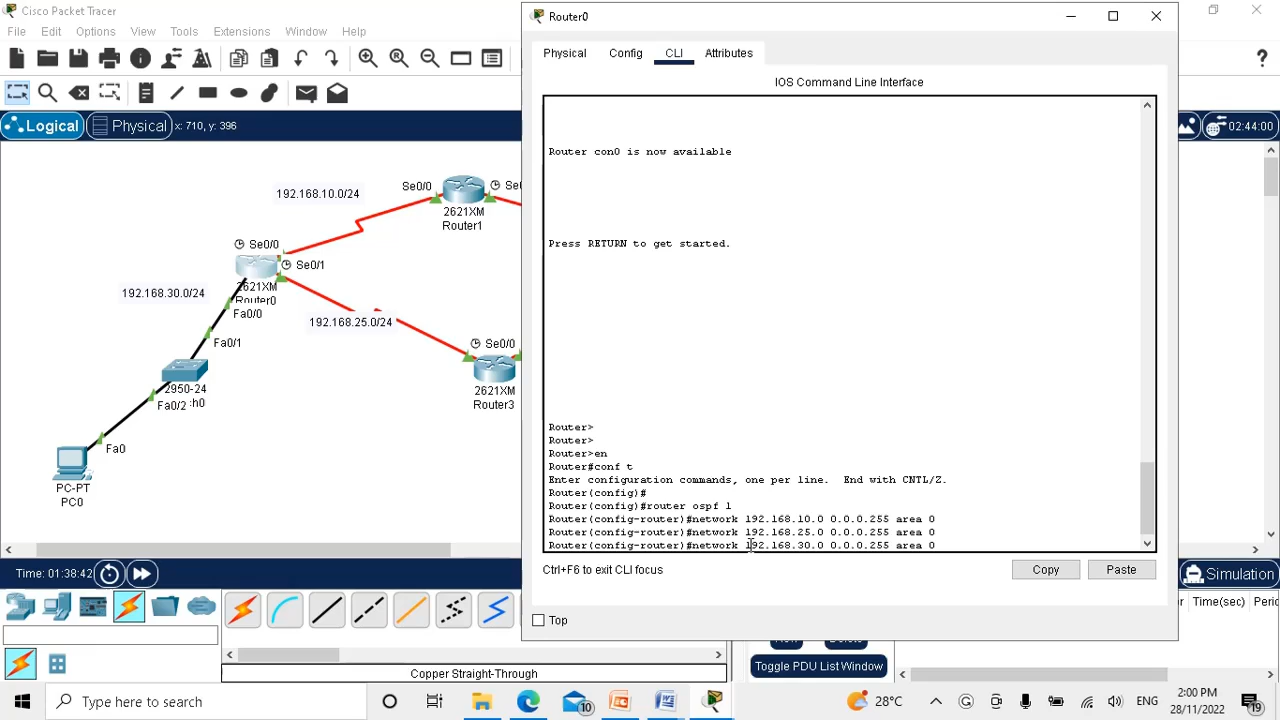 Cisco Packet Tracer
File Edit Options View Tools Extensions Window Help
Logical Physical x: 710, y: 396
02:44:00
192.168.10.0/24
Se0/0
Se
2621XM
Router1
Se0/0
Se0/1
2621XM
Router0
192.168.30.0/24
Fa0/0
192.168.25.0/24
Fa0/1
Se0/0
2950-24
Fa0/2 :h0
2621XM
Router3
Fa0
PC-PT
PC0
Router0
Physical Config CLI Attributes
IOS Command Line Interface
Router con0 is now available
Press RETURN to get started.
Router>
Router>
Router>en
Router#conf t
Enter configuration commands, one per line. End with CNTL/Z.
Router(config)#
Router(config)#router ospf 1
Router(config-router)#network 192.168.10.0 0.0.0.255 area 0
Router(config-router)#network 192.168.25.0 0.0.0.255 area 0
Router(config-router)#network 192.168.30.0 0.0.0.255 area 0
Ctrl+F6 to exit CLI focus
Copy Paste
Top
Time: 01:38:42
Simulation
Time(sec) Perio
Toggle PDU List Window
Copper Straight-Through
Type here to search
10
28°C
ENG
2:00 PM
28/11/2022
19